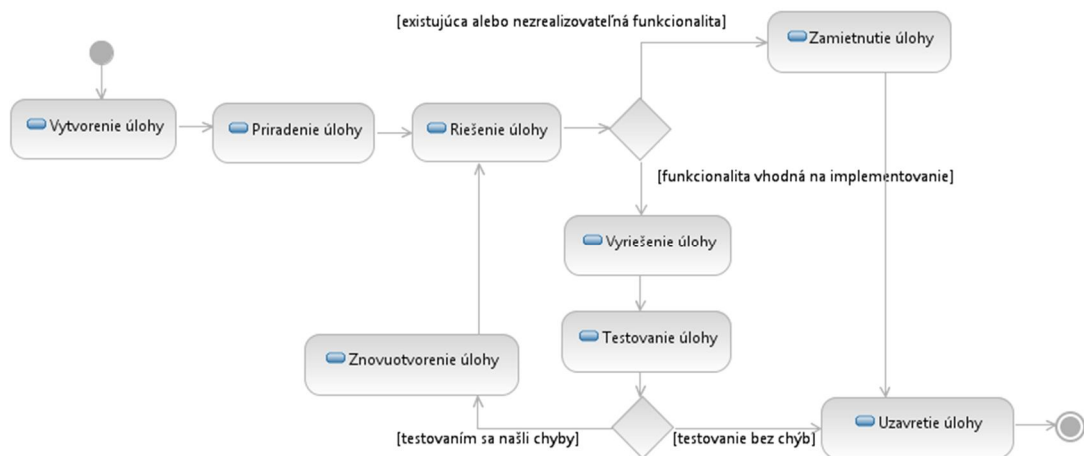 [existujúca alebo nezrealizovateľná funkcionalita]
Zamietnutie úlohy
Vytvorenie úlohy
Priradenie úlohy
Riešenie úlohy
[funkcionalita vhodná na implementovanie]
Vyriešenie úlohy
Testovanie úlohy
Znovuotvorenie úlohy
[testovaním sa našli chyby]
[testovanie bez chýb]
Uzavretie úlohy